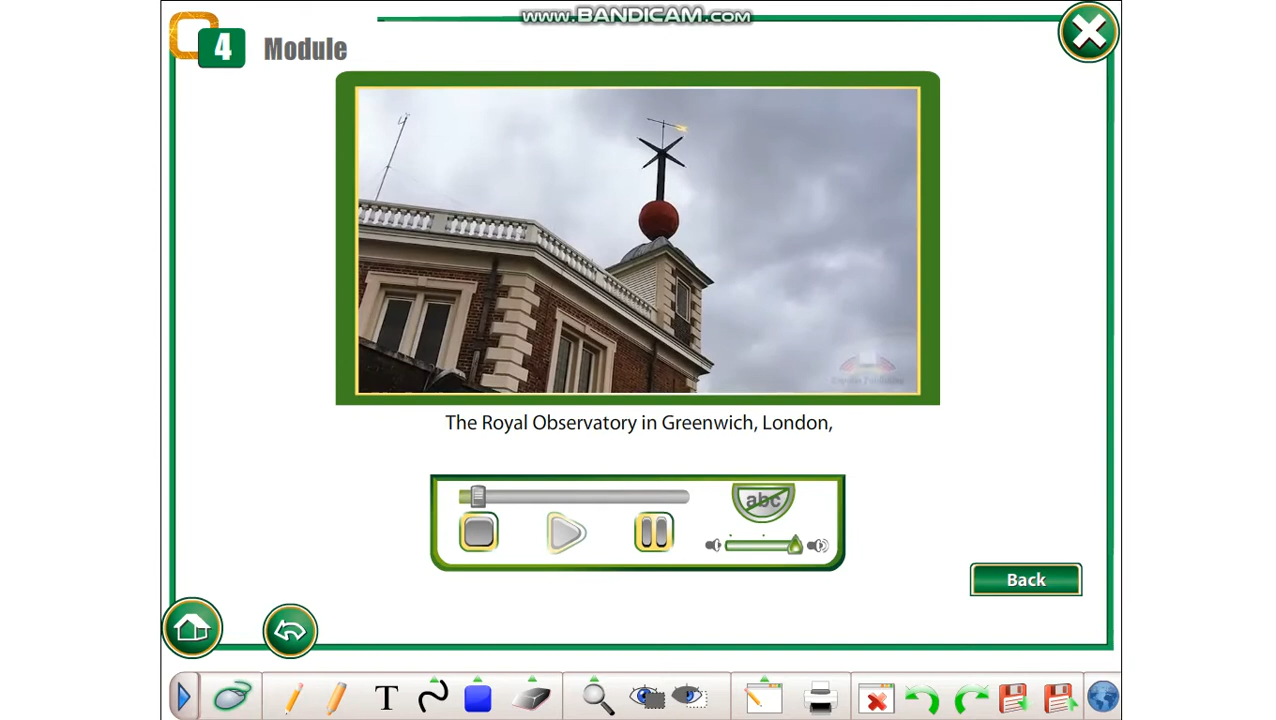 www.BANDICAM.com
4 Module
The Royal Observatory in Greenwich, London,
abc
Back
T